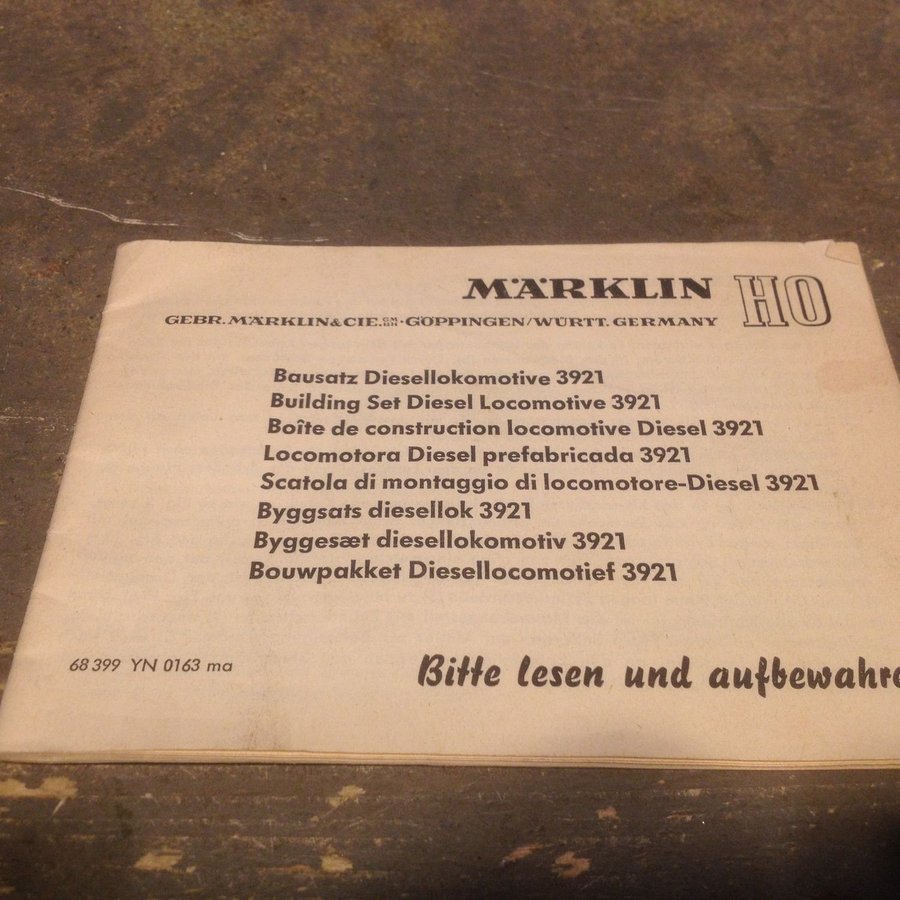 MÄRKLIN HO
GEBR. MÄRKLIN & CIE. GMBH · GÖPPINGEN/WÜRTT. GERMANY
Bausatz Diesellokomotive 3921
Building Set Diesel Locomotive 3921
Boîte de construction locomotive Diesel 3921
Locomotora Diesel prefabricada 3921
Scatola di montaggio di locomotore-Diesel 3921
Byggsats diesellok 3921
Byggesæt diesellokomotiv 3921
Bouwpakket Diesellocomotief 3921
68 399 YN 0163 ma
Bitte lesen und aufbewahre